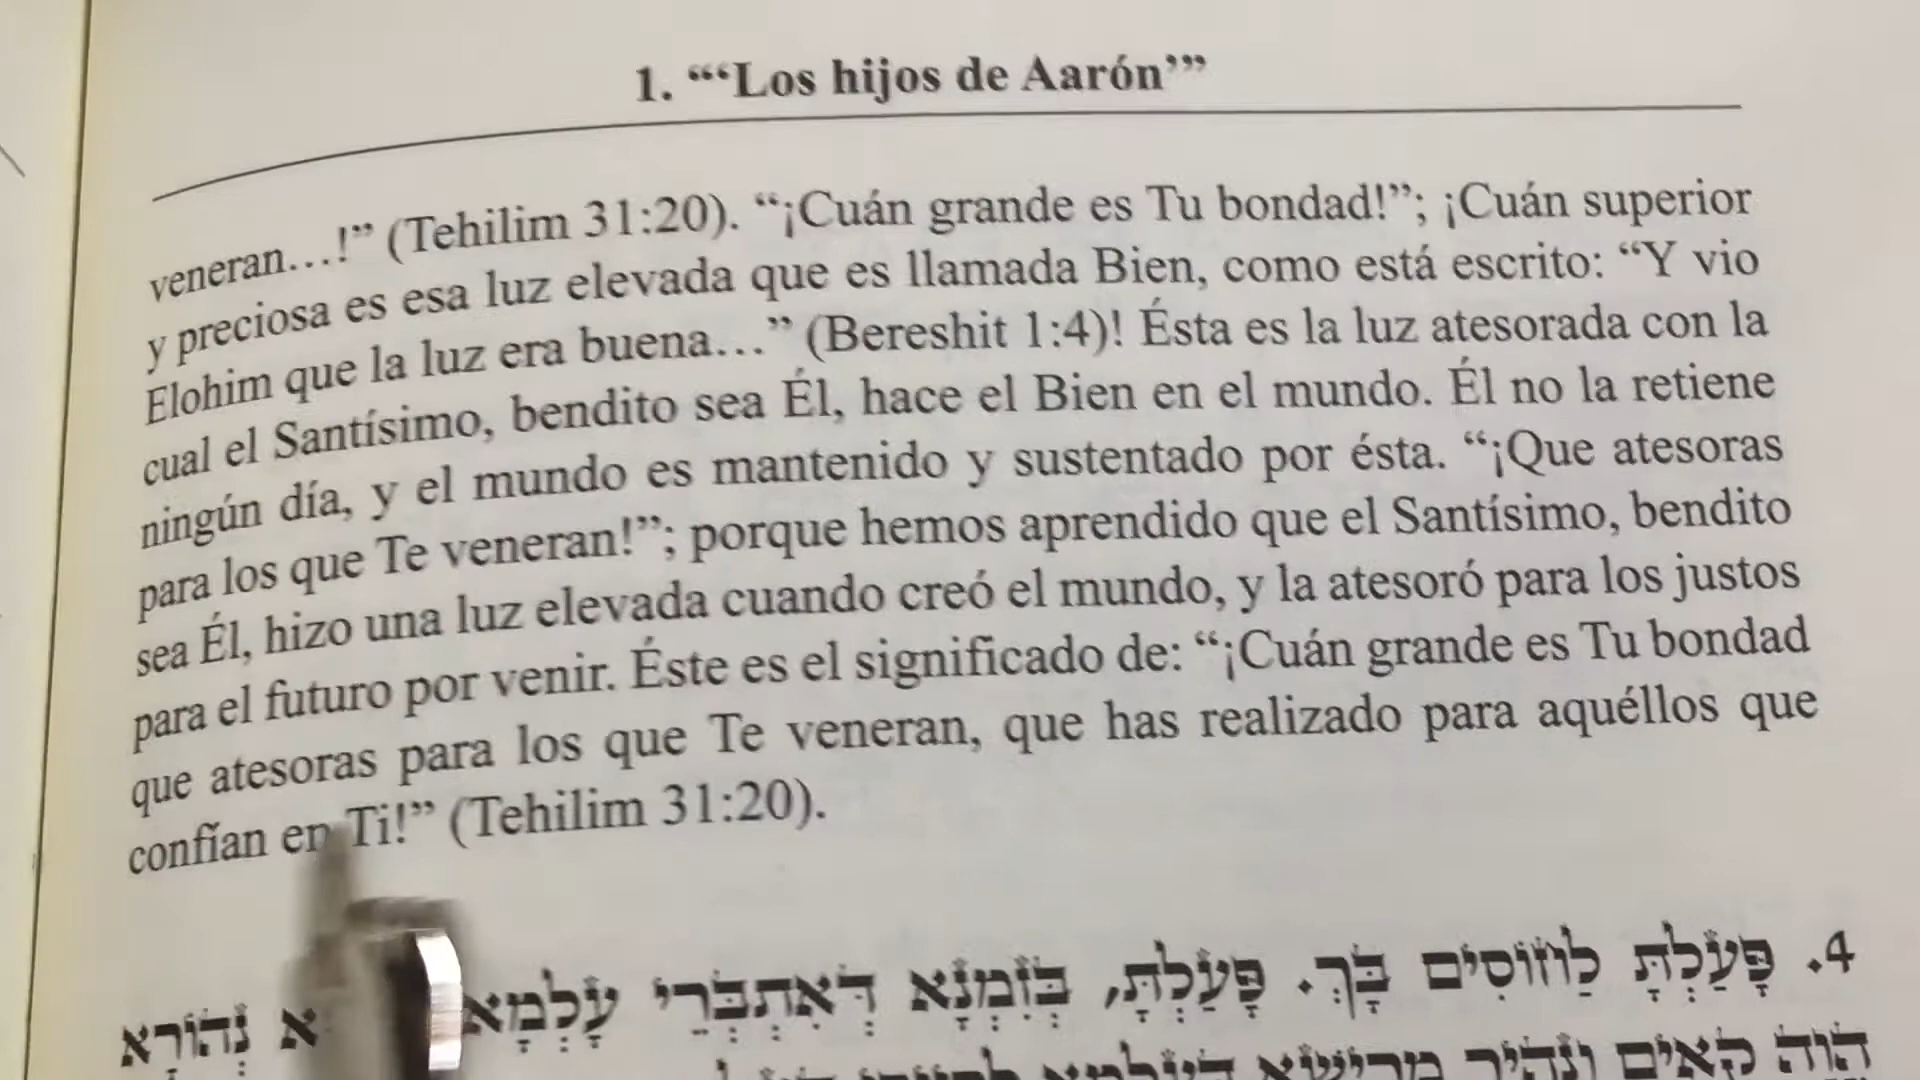 1. “‘Los hijos de Aarón’”
veneran…!” (Tehilim 31:20). “¡Cuán grande es Tu bondad!”; ¡Cuán superior
y preciosa es esa luz elevada que es llamada Bien, como está escrito: “Y vio
Elohim que la luz era buena…” (Bereshit 1:4)! Ésta es la luz atesorada con la
cual el Santísimo, bendito sea Él, hace el Bien en el mundo. Él no la retiene
ningún día, y el mundo es mantenido y sustentado por ésta. “¡Que atesoras
para los que Te veneran!”; porque hemos aprendido que el Santísimo, bendito
sea Él, hizo una luz elevada cuando creó el mundo, y la atesoró para los justos
para el futuro por venir. Éste es el significado de: “¡Cuán grande es Tu bondad
que atesoras para los que Te veneran, que has realizado para aquéllos que
confían en Ti!” (Tehilim 31:20).
4. פָּעַלְתָּ לַחוֹסִים בָּךְ. פָּעַלְתָּ, בְּזִמְנָא דְּאִתְבְּרֵי עָלְמָא נְהוֹרָא
הוה קאים ונהיר מרישא דעלמא